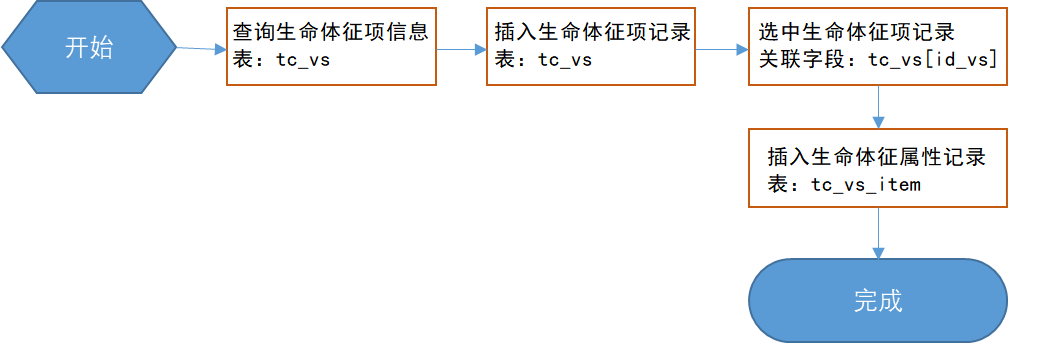 开始
查询生命体征项信息
表：tc_vs
插入生命体征项记录
表：tc_vs
选中生命体征项记录
关联字段：tc_vs[id_vs]
插入生命体征属性记录
表：tc_vs_item
完成